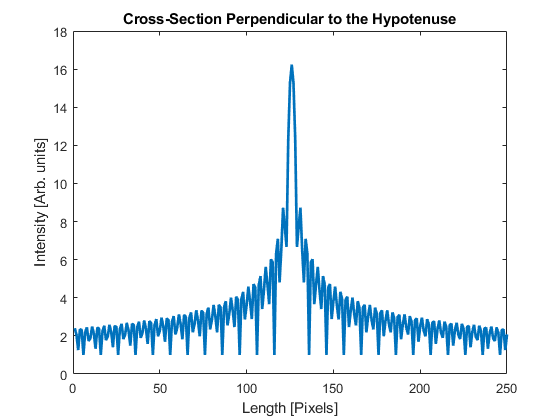 Cross-Section Perpendicular to the Hypotenuse
18
16
14
12
10
8
6
4
2
0
Intensity [Arb. units]
0 50 100 150 200 250
Length [Pixels]